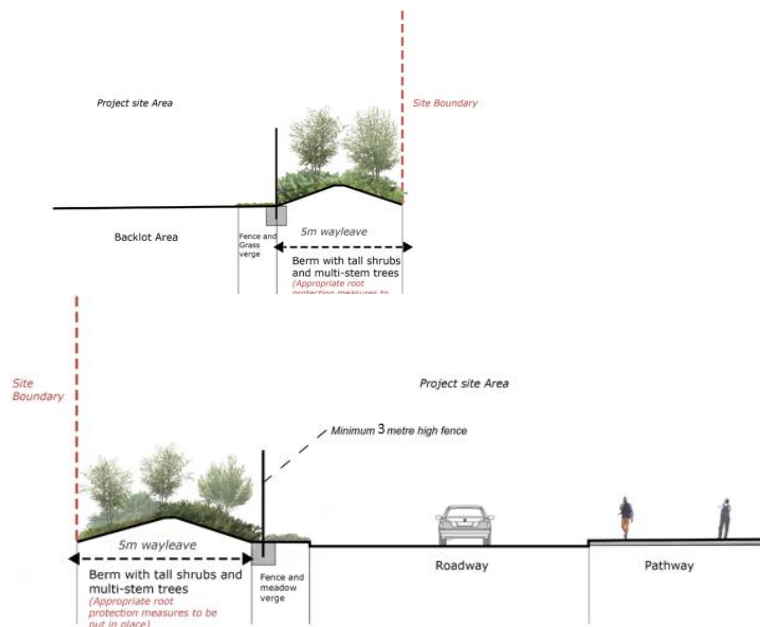 Project site Area
Site Boundary
Backlot Area
Fence and
Grass
verge
5m wayleave
Berm with tall shrubs
and multi-stem trees
(Appropriate root
protection measures to
Site
Boundary
Project site Area
Minimum 3 metre high fence
5m wayleave
Berm with tall shrubs and
multi-stem trees
(Appropriate root
protection measures to be
put in place)
Fence and
meadow
verge
Roadway
Pathway